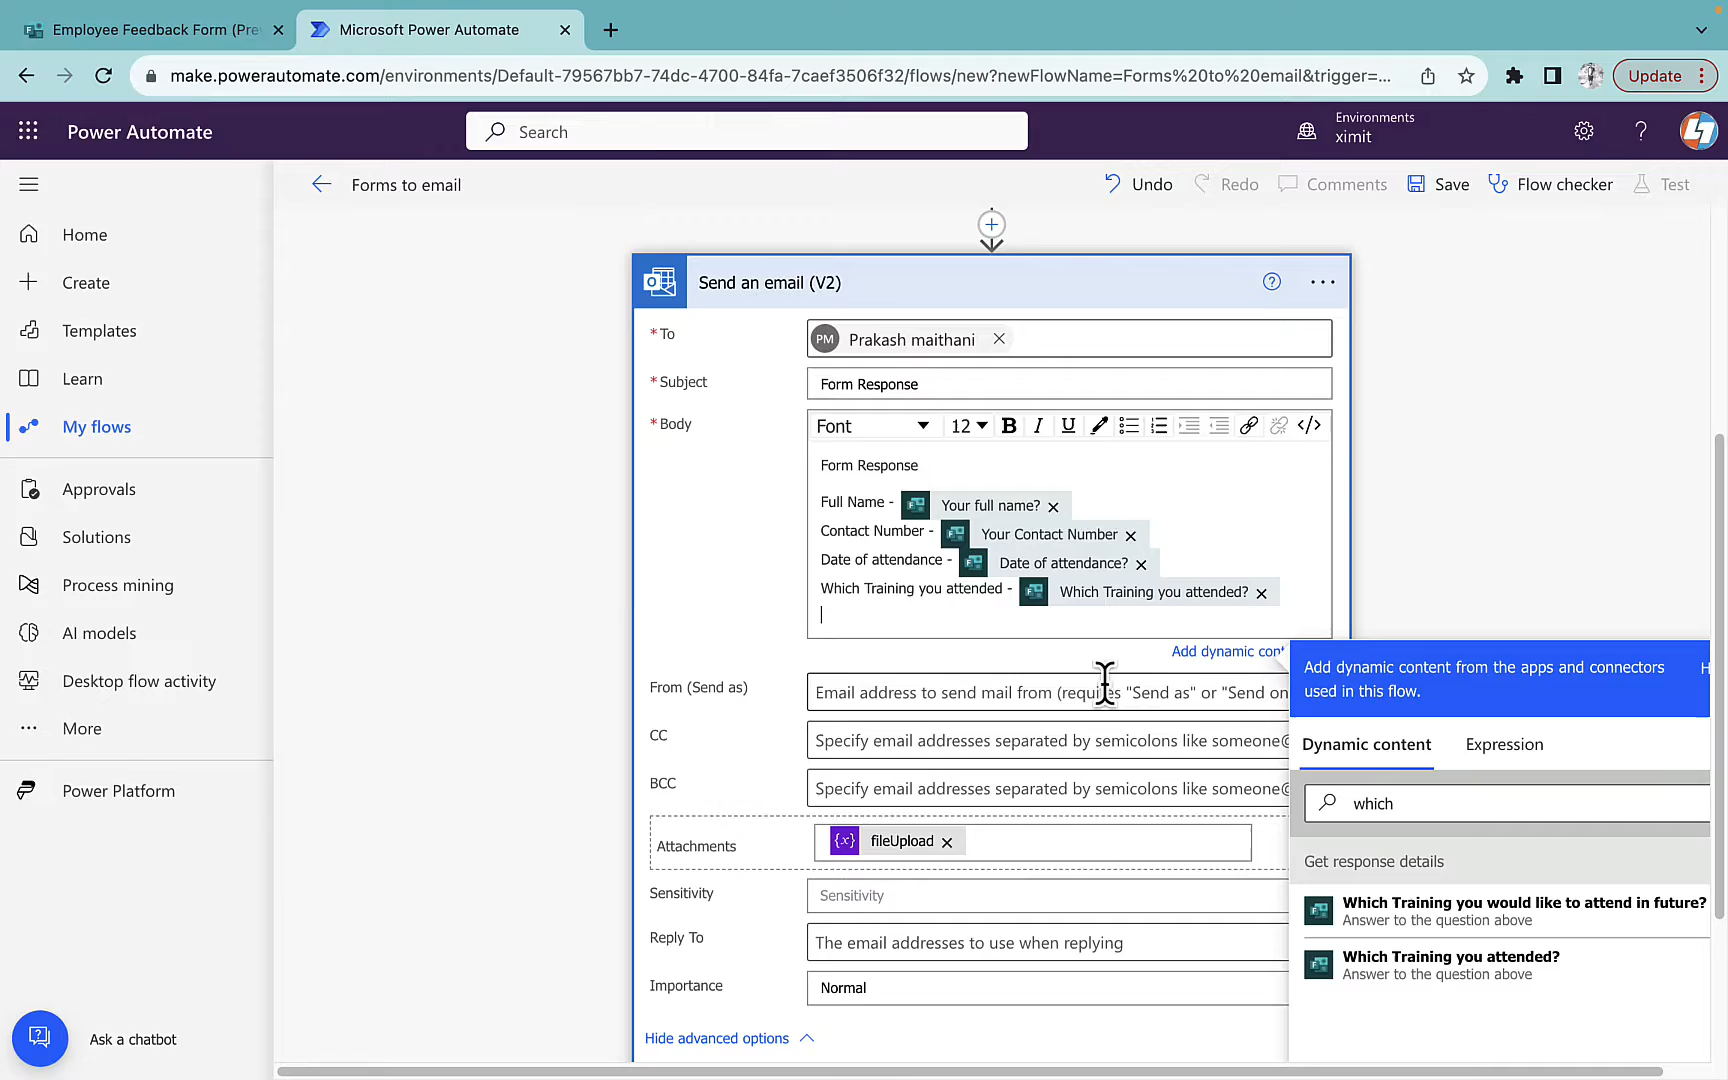 Employee Feedback Form (Pre
Microsoft Power Automate
make.powerautomate.com/environments/Default-79567bb7-74dc-4700-84fa-7caef3506f32/flows/new?newFlowName=Forms%20to%20email&trigger=...
Update
Power Automate
Search
Environments
ximit
Forms to email
Undo
Redo
Comments
Save
Flow checker
Test
Home
Create
Templates
Learn
My flows
Approvals
Solutions
Process mining
AI models
Desktop flow activity
More
Power Platform
Ask a chatbot
Send an email (V2)
* To
PM Prakash maithani
* Subject
Form Response
* Body
Font 12 B I U </>
Form Response
Full Name - Your full name?
Contact Number - Your Contact Number
Date of attendance - Date of attendance?
Which Training you attended - Which Training you attended?
Add dynamic cont
From (Send as)
Email address to send mail from (requires "Send as" or "Send on
CC
Specify email addresses separated by semicolons like someone@
BCC
Specify email addresses separated by semicolons like someone@
Attachments
{x} fileUpload
Sensitivity
Sensitivity
Reply To
The email addresses to use when replying
Importance
Normal
Hide advanced options
Add dynamic content from the apps and connectors H
used in this flow.
Dynamic content
Expression
which
Get response details
Which Training you would like to attend in future?
Answer to the question above
Which Training you attended?
Answer to the question above